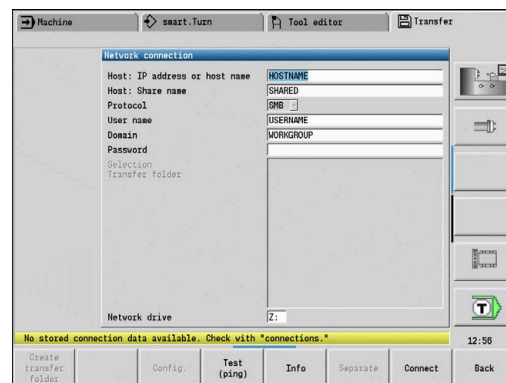 Machine
smart.Turn
Tool editor
Transfer
Network connection
Host: IP address or host name
HOSTNAME
Host: Share name
SHARED
Protocol
SMB
User name
USERNAME
Domain
WORKGROUP
Password
Selection
Transfer folder
Network drive
Z:
T
No stored connection data available. Check with "connections."
12:56
Create
transfer
folder
Config.
Test
(ping)
Info
Separate
Connect
Back